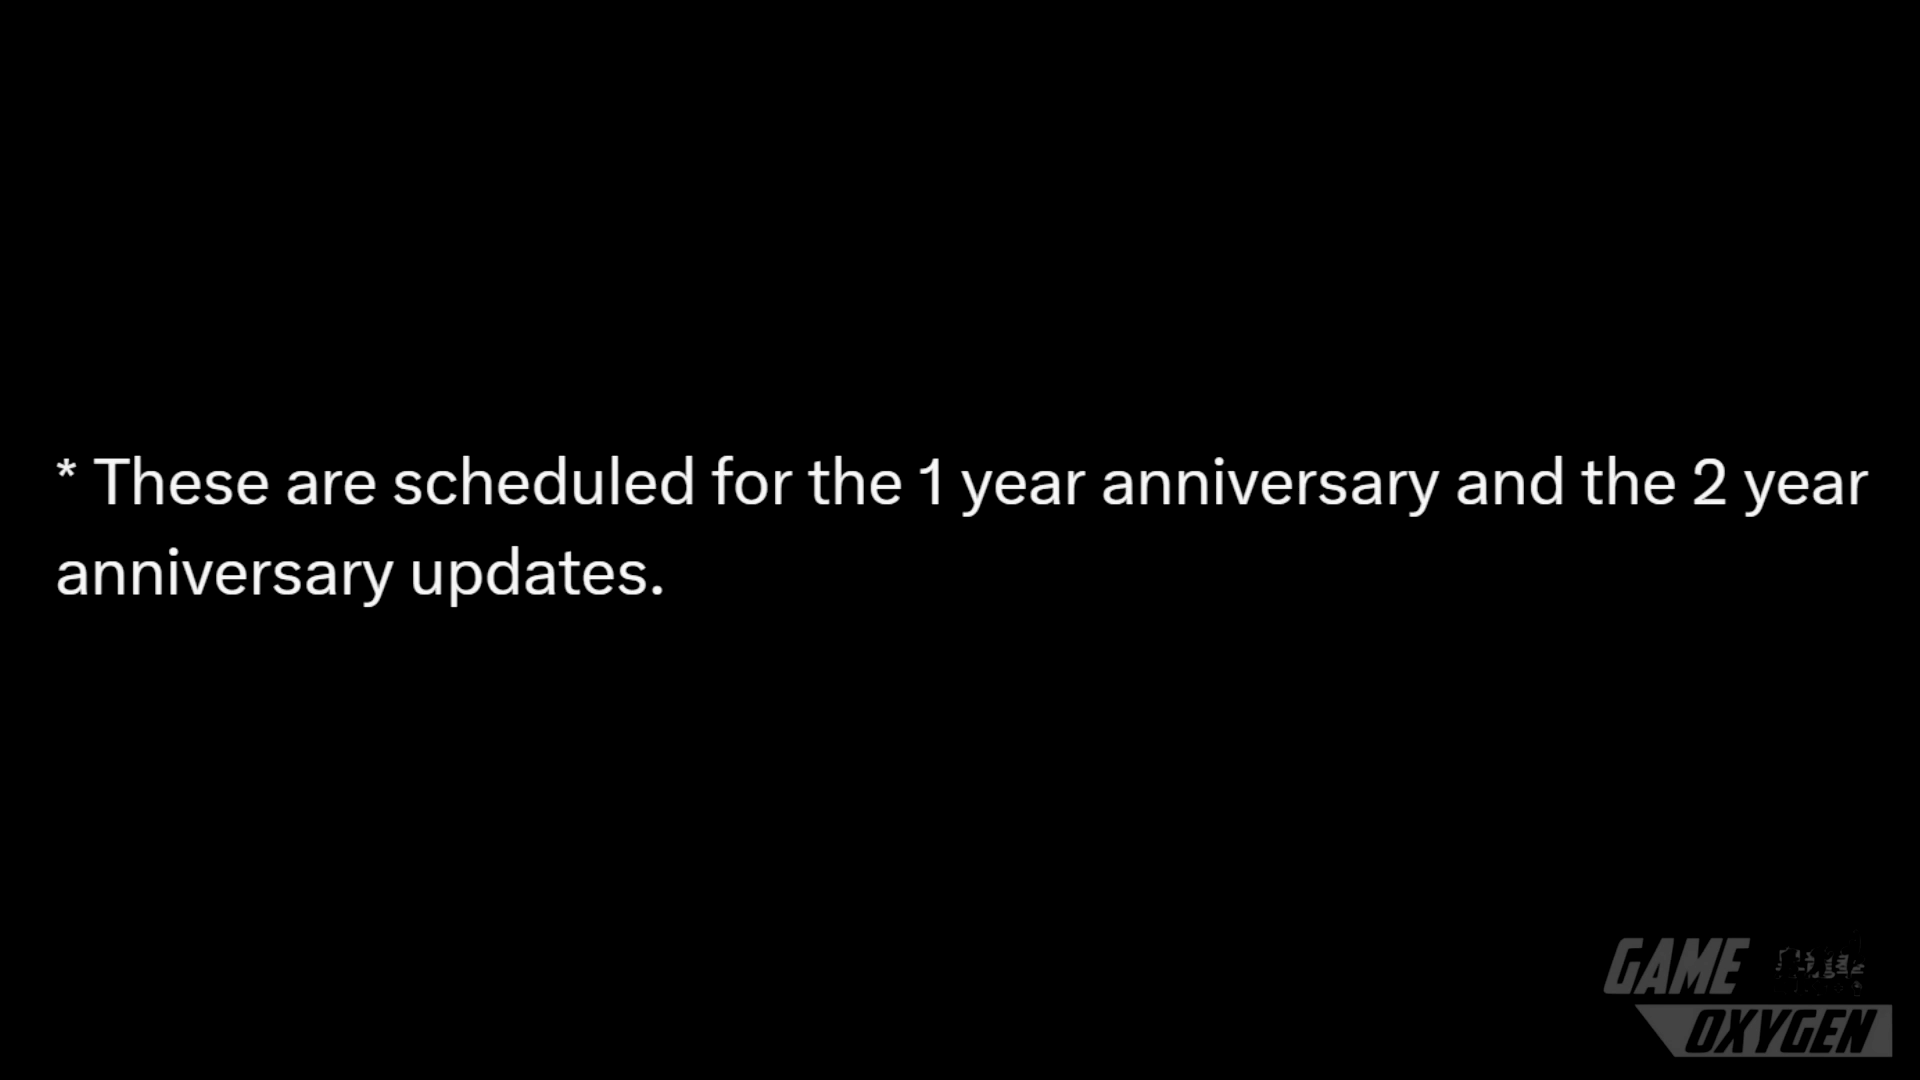 * These are scheduled for the 1 year anniversary and the 2 year
anniversary updates.
GAME
OXYGEN